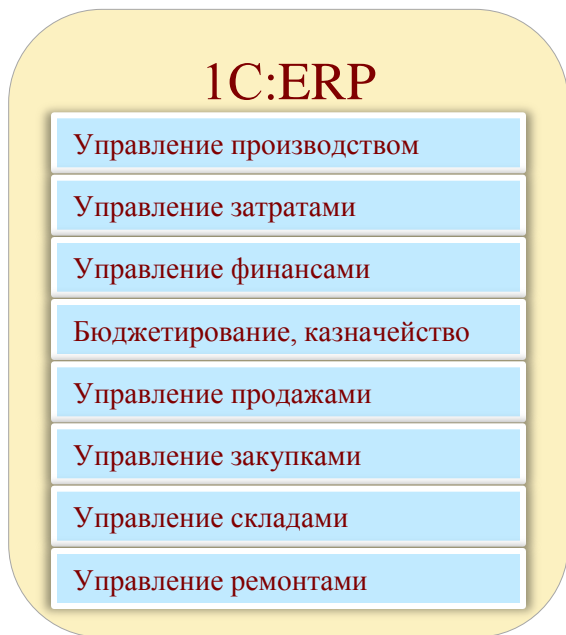 1С:ERP
Управление производством
Управление затратами
Управление финансами
Бюджетирование, казначейство
Управление продажами
Управление закупками
Управление складами
Управление ремонтами